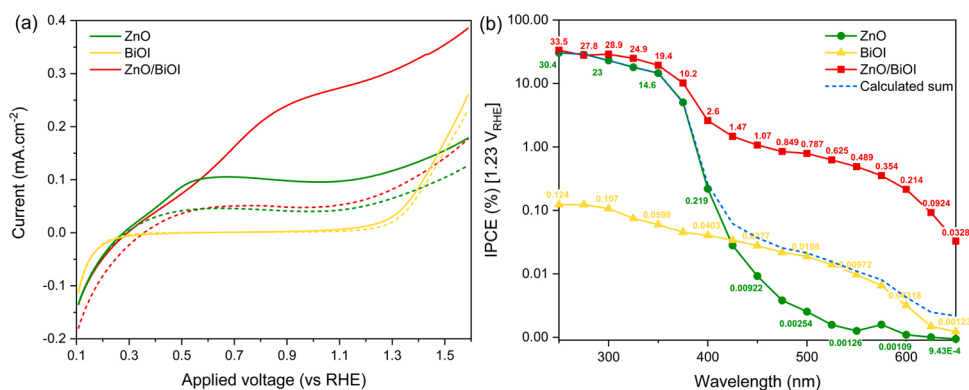 (a)
ZnO
BiOI
ZnO/BiOI
0.4
0.3
0.2
0.1
0.0
-0.1
-0.2
Current (mA.cm-2)
0.1 0.3 0.5 0.7 0.9 1.1 1.3 1.5
Applied voltage (vs RHE)
(b)
ZnO
BiOI
ZnO/BiOI
Calculated sum
100.00
10.00
1.00
0.10
0.01
0.00
IPCE (%) [1.23 VRHE]
33.5 27.8 28.9 24.9 19.4 10.2 2.6 1.47 1.07 0.849 0.787 0.625 0.489 0.354 0.214 0.0924 0.0328
30.4 23 14.6 0.219 0.00922 0.00254 0.00126 0.00109 9.43E-4
0.124 0.107 0.0598 0.0403 0.0277 0.0188 0.00972 0.00318 0.00123
300 400 500 600
Wavelength (nm)